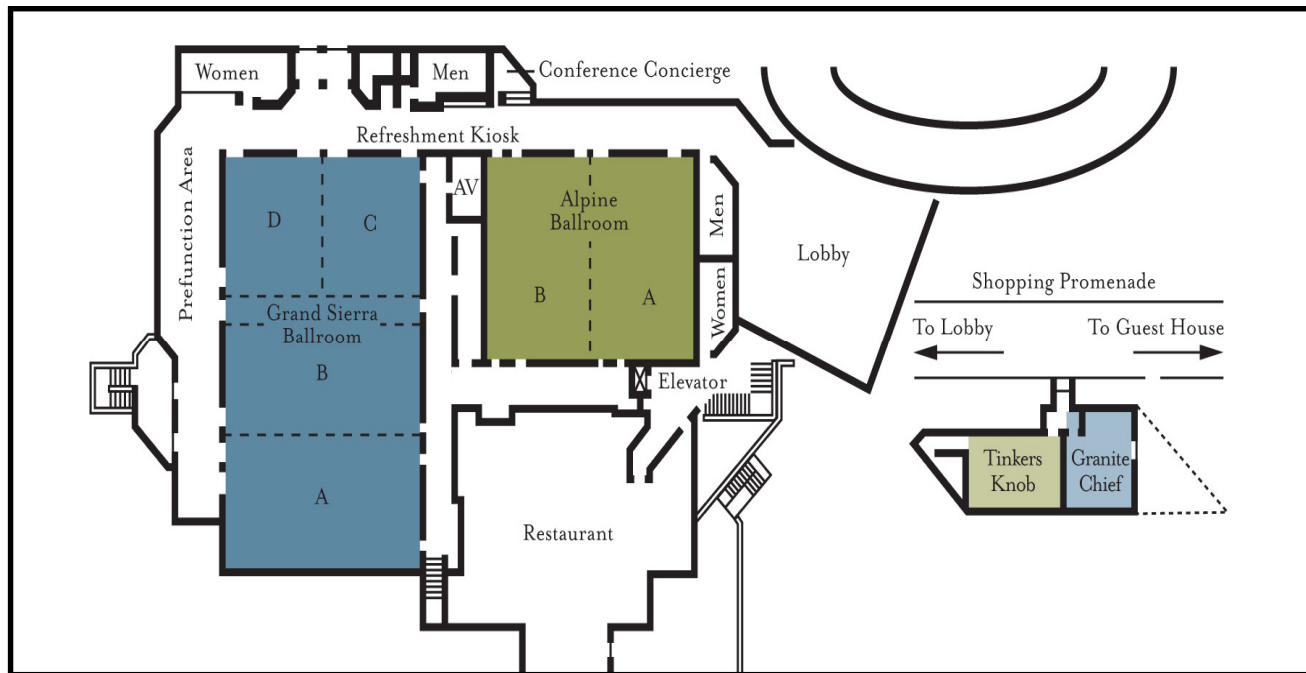 Women
Men
Conference Concierge
Refreshment Kiosk
Prefunction Area
AV
D
C
Alpine
Ballroom
Men
Lobby
B
A
Women
Grand Sierra
Ballroom
B
Elevator
A
Restaurant
Shopping Promenade
To Lobby
To Guest House
Tinkers
Knob
Granite
Chief